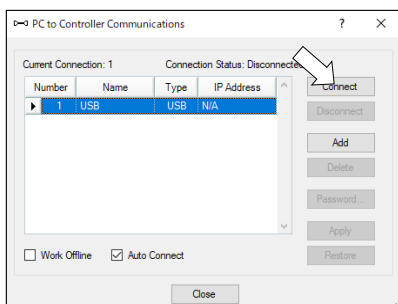 PC to Controller Communications
Current Connection: 1 Connection Status: Disconnected
Number Name Type IP Address
1 USB USB N/A
Connect
Disconnect
Add
Delete
Password...
Apply
Restore
Work Offline Auto Connect
Close